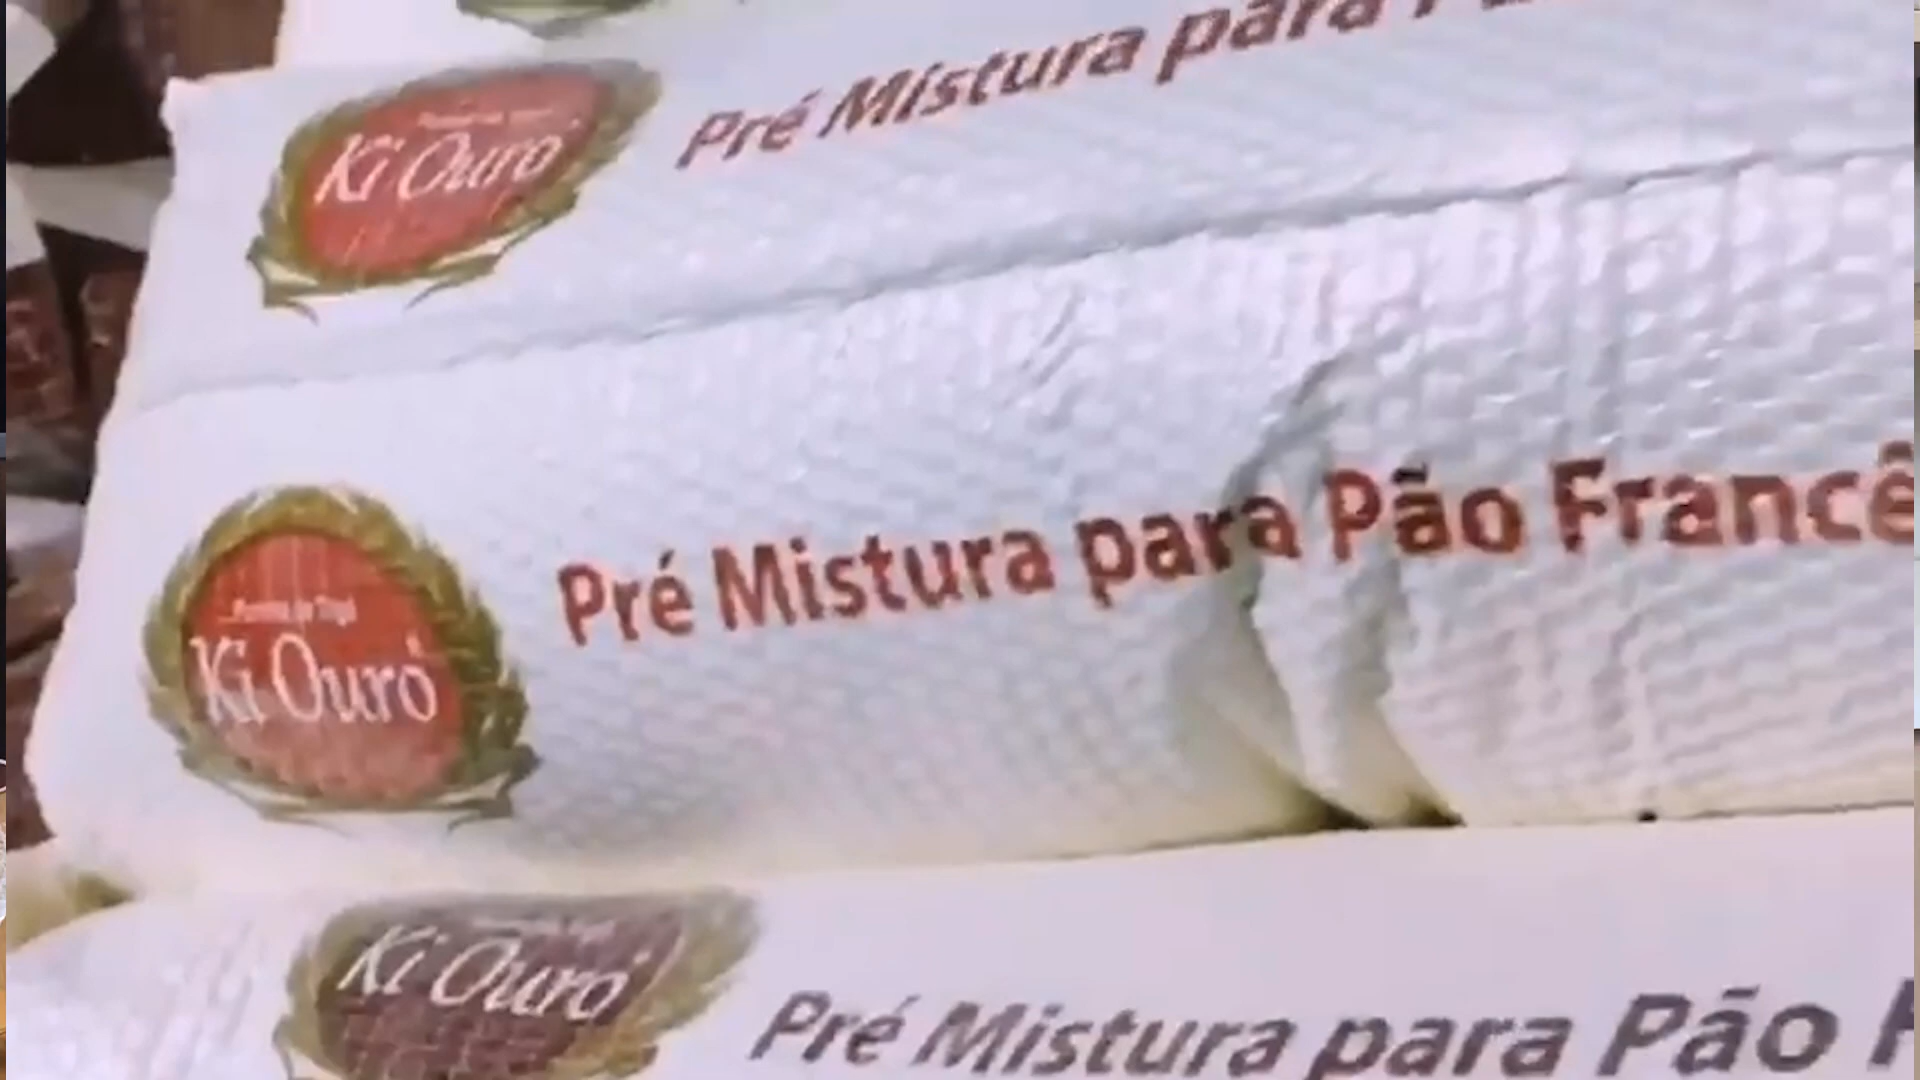 Ki Ouro
Pré Mistura para
Ki Ouro
Pré Mistura para Pão Francê
Ki Ouro
Pré Mistura para Pão F